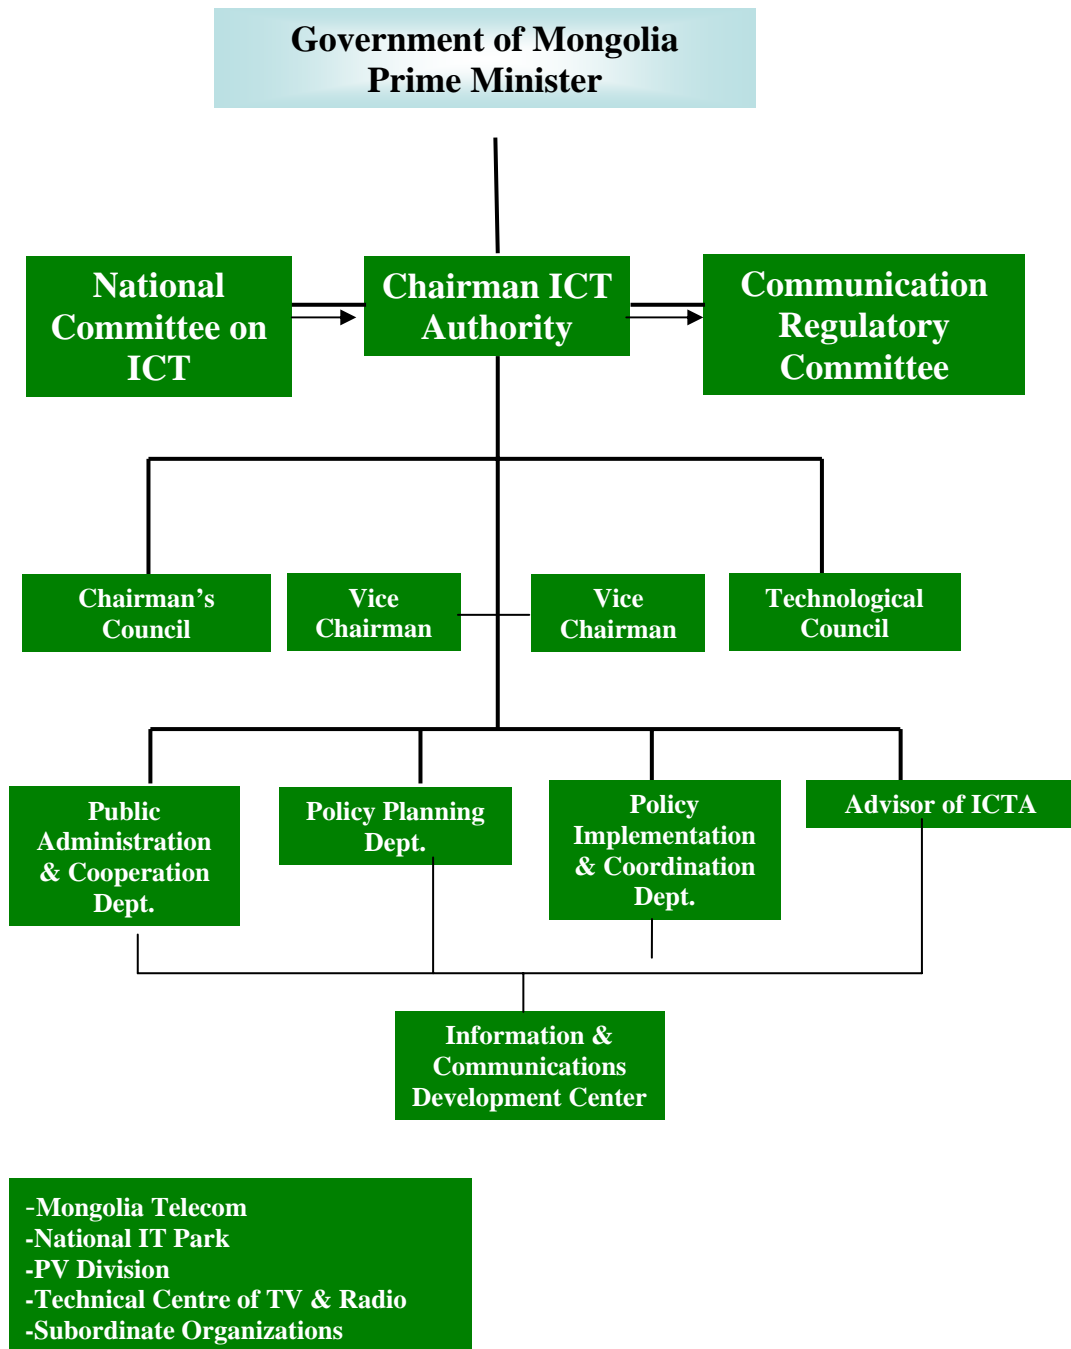 Government of Mongolia
Prime Minister
National
Committee on
ICT
Chairman ICT
Authority
Communication
Regulatory
Committee
Chairman’s
Council
Vice
Chairman
Vice
Chairman
Technological
Council
Public
Administration
& Cooperation
Dept.
Policy Planning
Dept.
Policy
Implementation
& Coordination
Dept.
Advisor of ICTA
Information &
Communications
Development Center
-Mongolia Telecom
-National IT Park
-PV Division
-Technical Centre of TV & Radio
-Subordinate Organizations